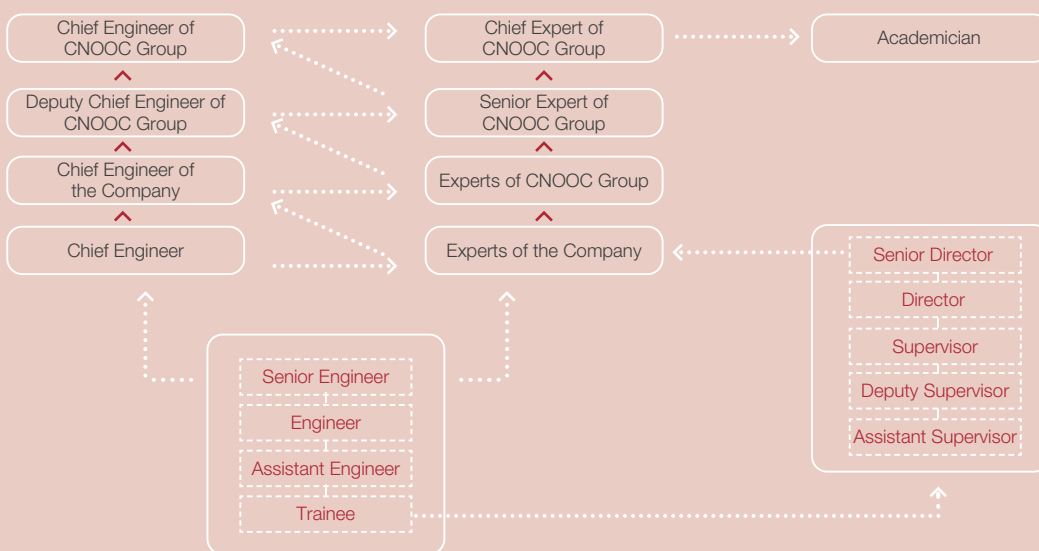 Chief Engineer of
CNOOC Group
Chief Expert of
CNOOC Group
Academician
Deputy Chief Engineer of
CNOOC Group
Senior Expert of
CNOOC Group
Chief Engineer of
the Company
Experts of CNOOC Group
Chief Engineer
Experts of the Company
Senior Director
Director
Supervisor
Deputy Supervisor
Assistant Supervisor
Senior Engineer
Engineer
Assistant Engineer
Trainee